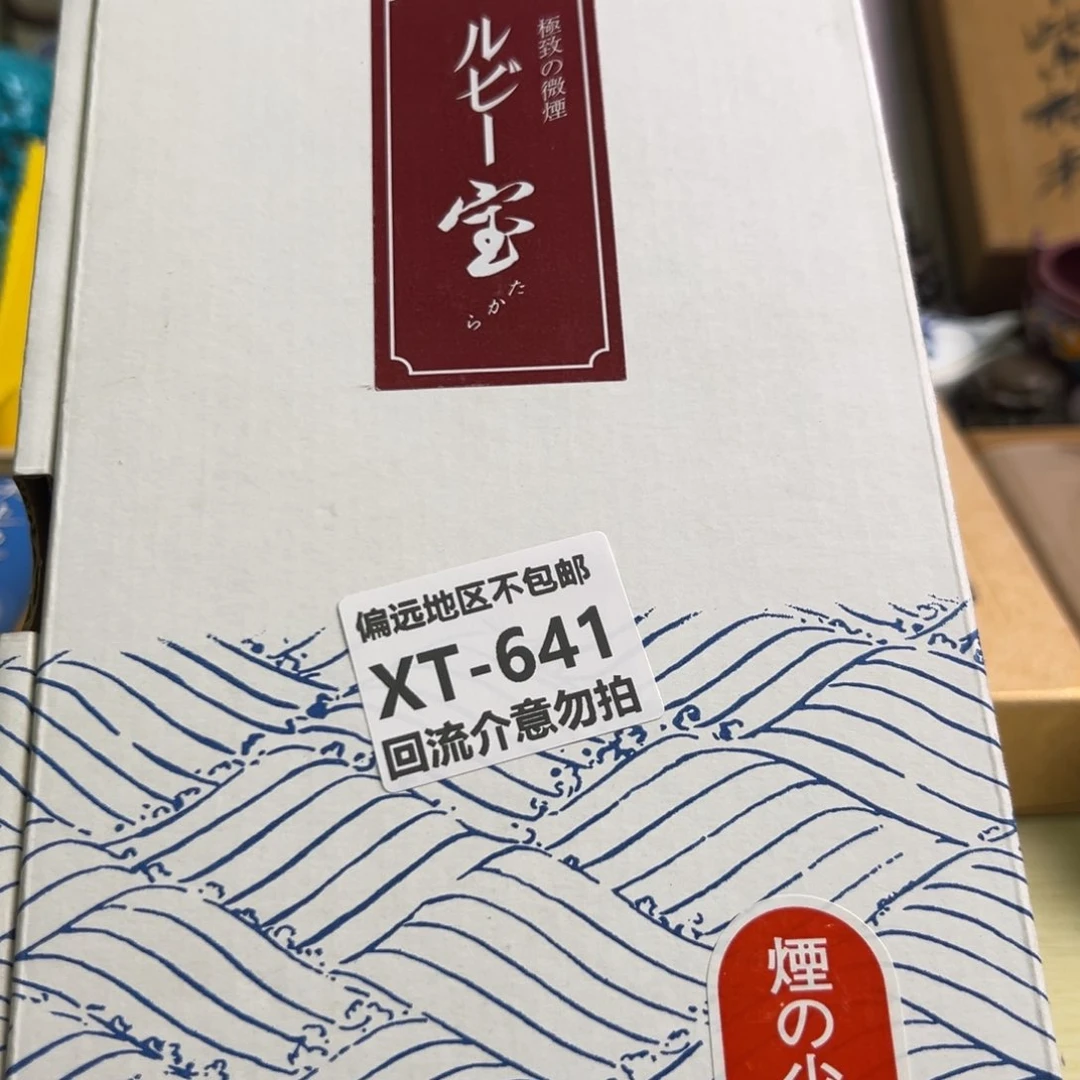 極致の微煙
ルビー宝
たから
偏远地区不包邮
XT-641
回流介意勿拍
煙の